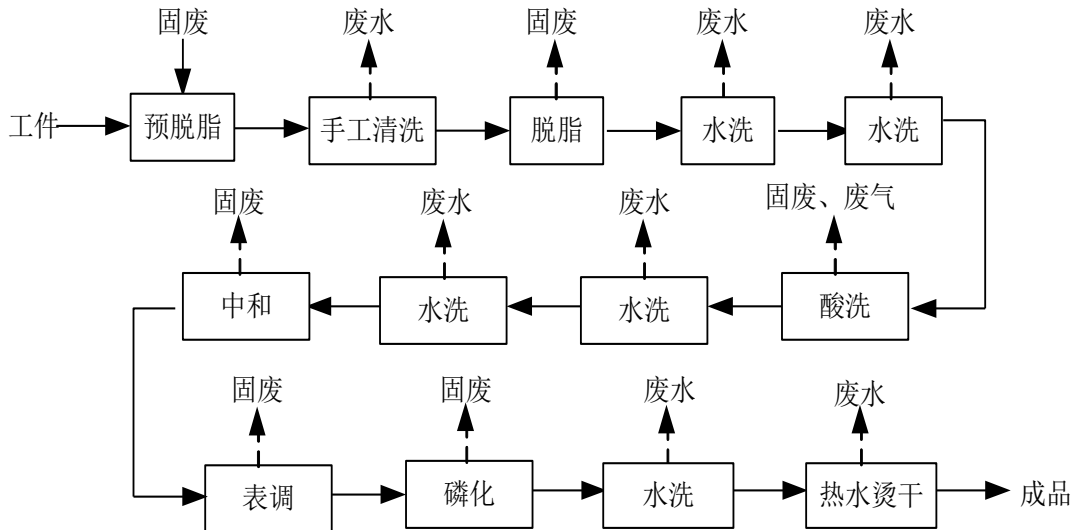 固废 废水 固废 废水 废水
工件 预脱脂 手工清洗 脱脂 水洗 水洗
固废 废水 废水 固废、废气
中和 水洗 水洗 酸洗
固废 固废 废水 废水
表调 磷化 水洗 热水烫干 成品